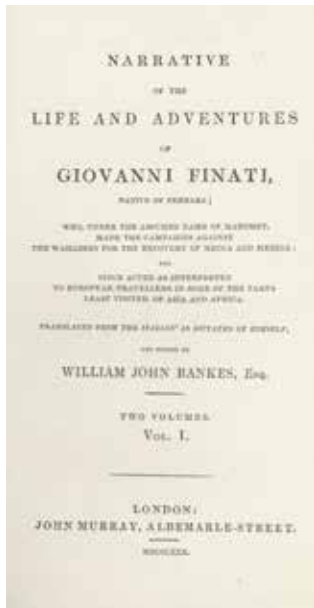 NARRATIVE
OF THE
LIFE AND ADVENTURES
OF
GIOVANNI FINATI,
NATIVE OF FERRARA;
WHO, UNDER THE ASSUMED NAME OF MAHOMET,
MADE THE CAMPAIGNS AGAINST
THE WAHABEES FOR THE RECOVERY OF MECCA AND MEDINA;
AND
SINCE ACTED AS INTERPRETER
TO EUROPEAN TRAVELLERS IN SOME OF THE PARTS
LEAST VISITED OF ASIA AND AFRICA.
TRANSLATED FROM THE ITALIAN AS DICTATED BY HIMSELF,
AND EDITED BY
WILLIAM JOHN BANKES, Esq.
TWO VOLUMES.
Vol. I.
LONDON:
JOHN MURRAY, ALBEMARLE-STREET.
MDCCCXXX.